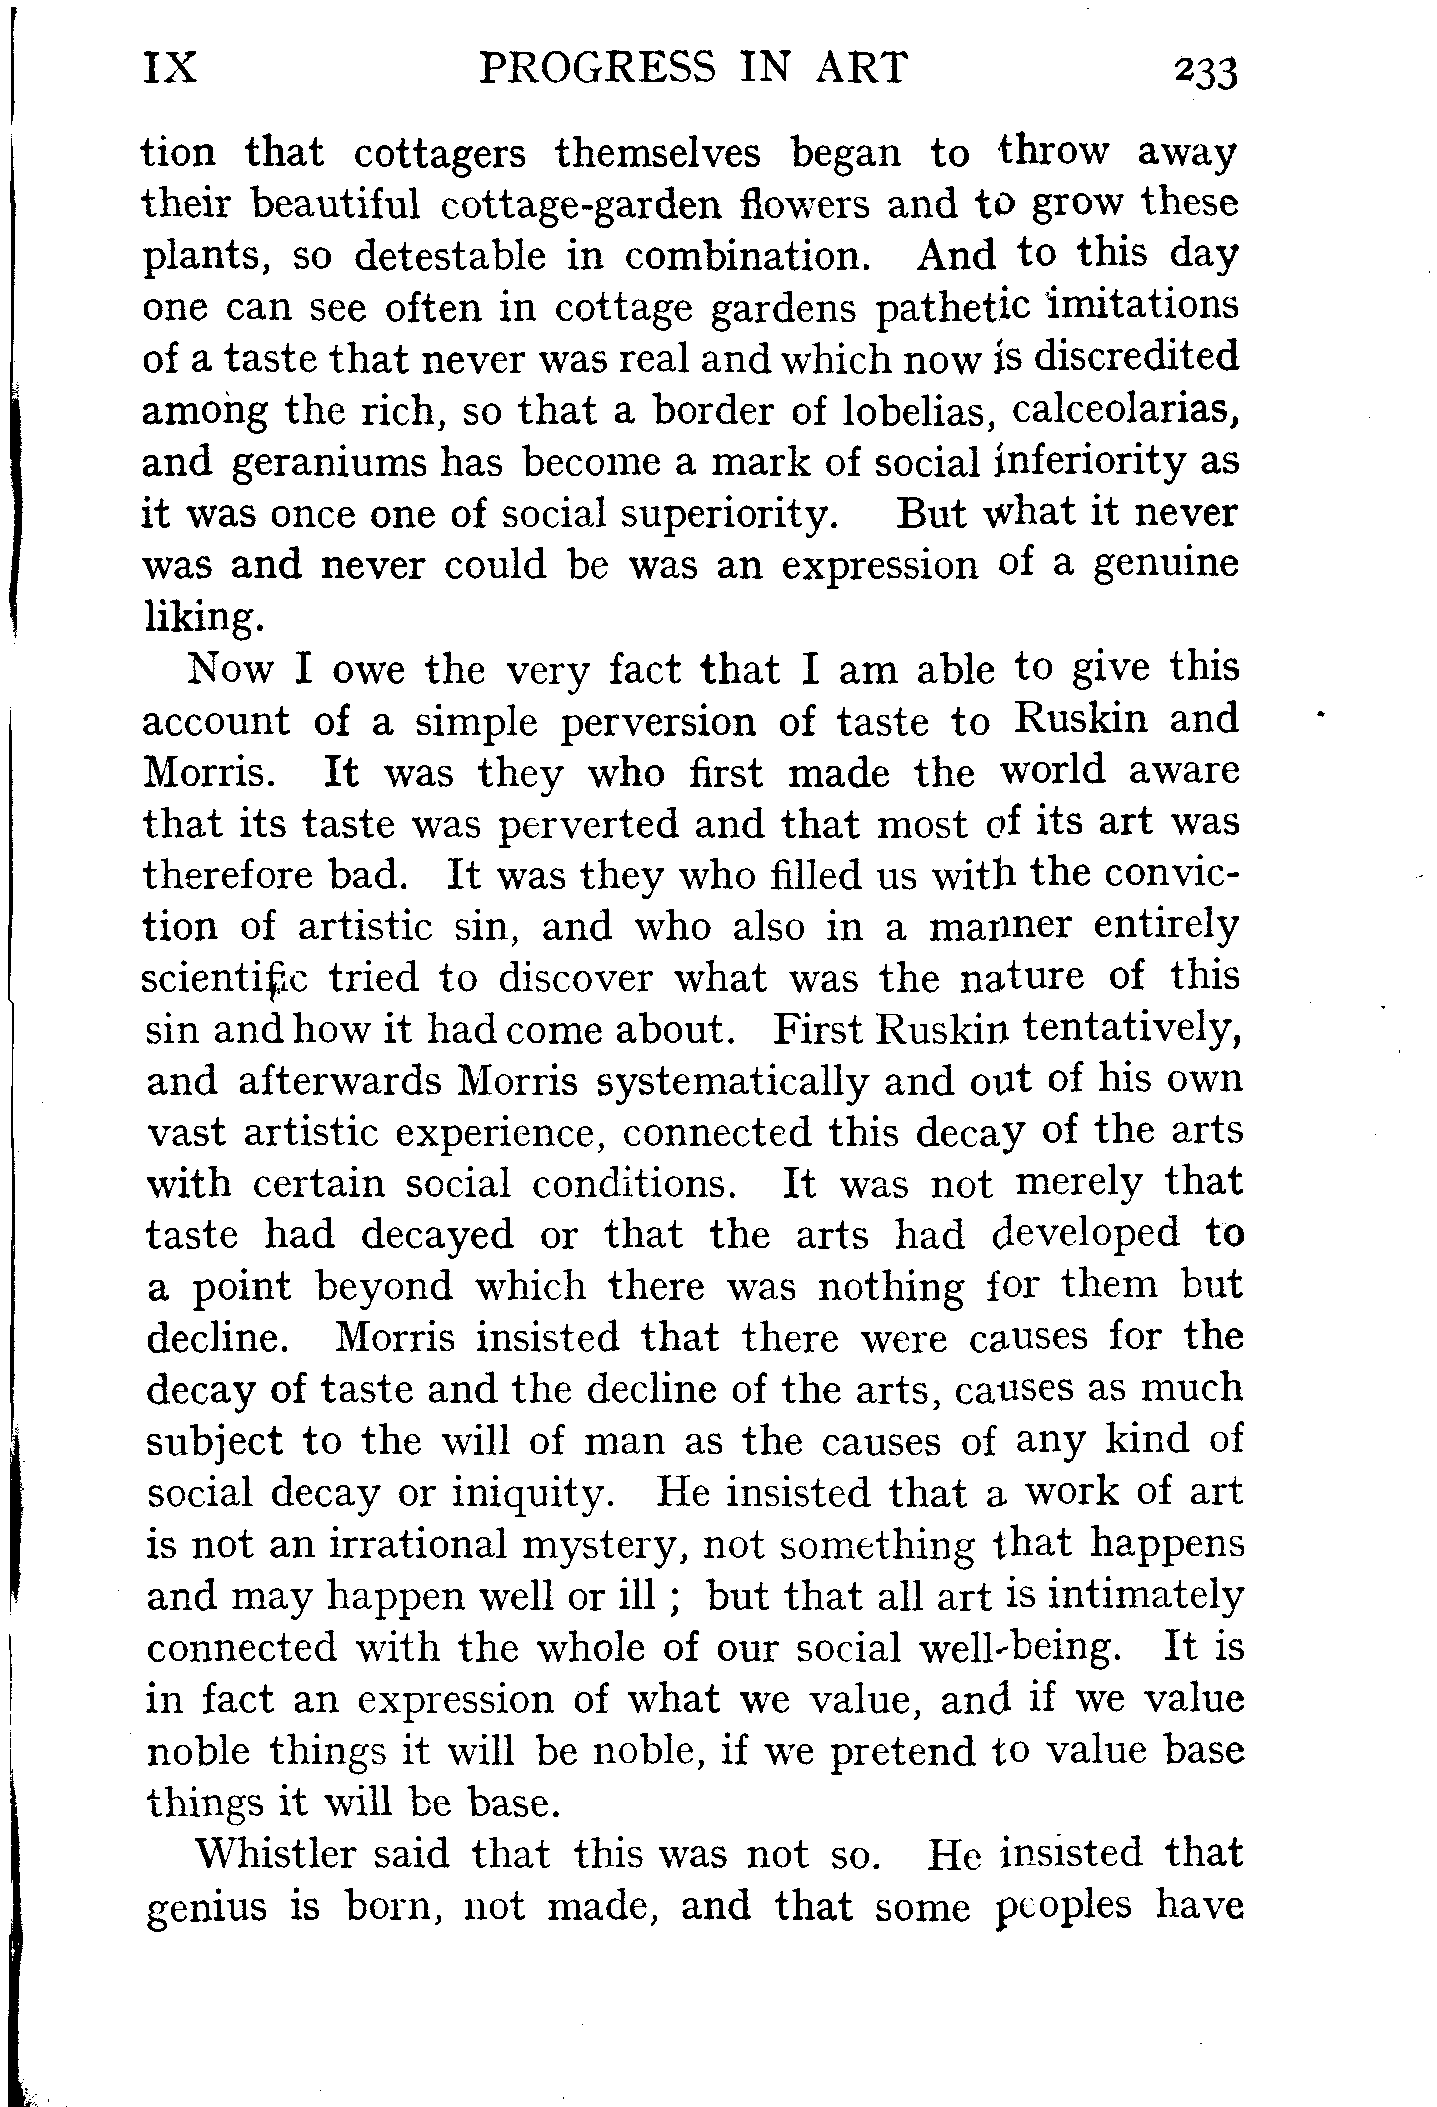 IX PROGRESS IN ART 233
tion that cottagers themselves began to throw away
their beautiful cottage-garden flowers and to grow these
plants, so detestable in combination. And to this day
one can see often in cottage gardens pathetic imitations
of a taste that never was real and which now is discredited
among the rich, so that a border of lobelias, calceolarias,
and geraniums has become a mark of social inferiority as
it was once one of social superiority. But what it never
was and never could be was an expression of a genuine
liking.
Now I owe the very fact that I am able to give this
account of a simple perversion of taste to Ruskin and
Morris. It was they who first made the world aware
that its taste was perverted and that most of its art was
therefore bad. It was they who filled us with the convic-
tion of artistic sin, and who also in a manner entirely
scientific tried to discover what was the nature of this
sin and how it had come about. First Ruskin tentatively,
and afterwards Morris systematically and out of his own
vast artistic experience, connected this decay of the arts
with certain social conditions. It was not merely that
taste had decayed or that the arts had developed to
a point beyond which there was nothing for them but
decline. Morris insisted that there were causes for the
decay of taste and the decline of the arts, causes as much
subject to the will of man as the causes of any kind of
social decay or iniquity. He insisted that a work of art
is not an irrational mystery, not something that happens
and may happen well or ill ; but that all art is intimately
connected with the whole of our social well-being. It is
in fact an expression of what we value, and if we value
noble things it will be noble, if we pretend to value base
things it will be base.
Whistler said that this was not so. He insisted that
genius is born, not made, and that some peoples have